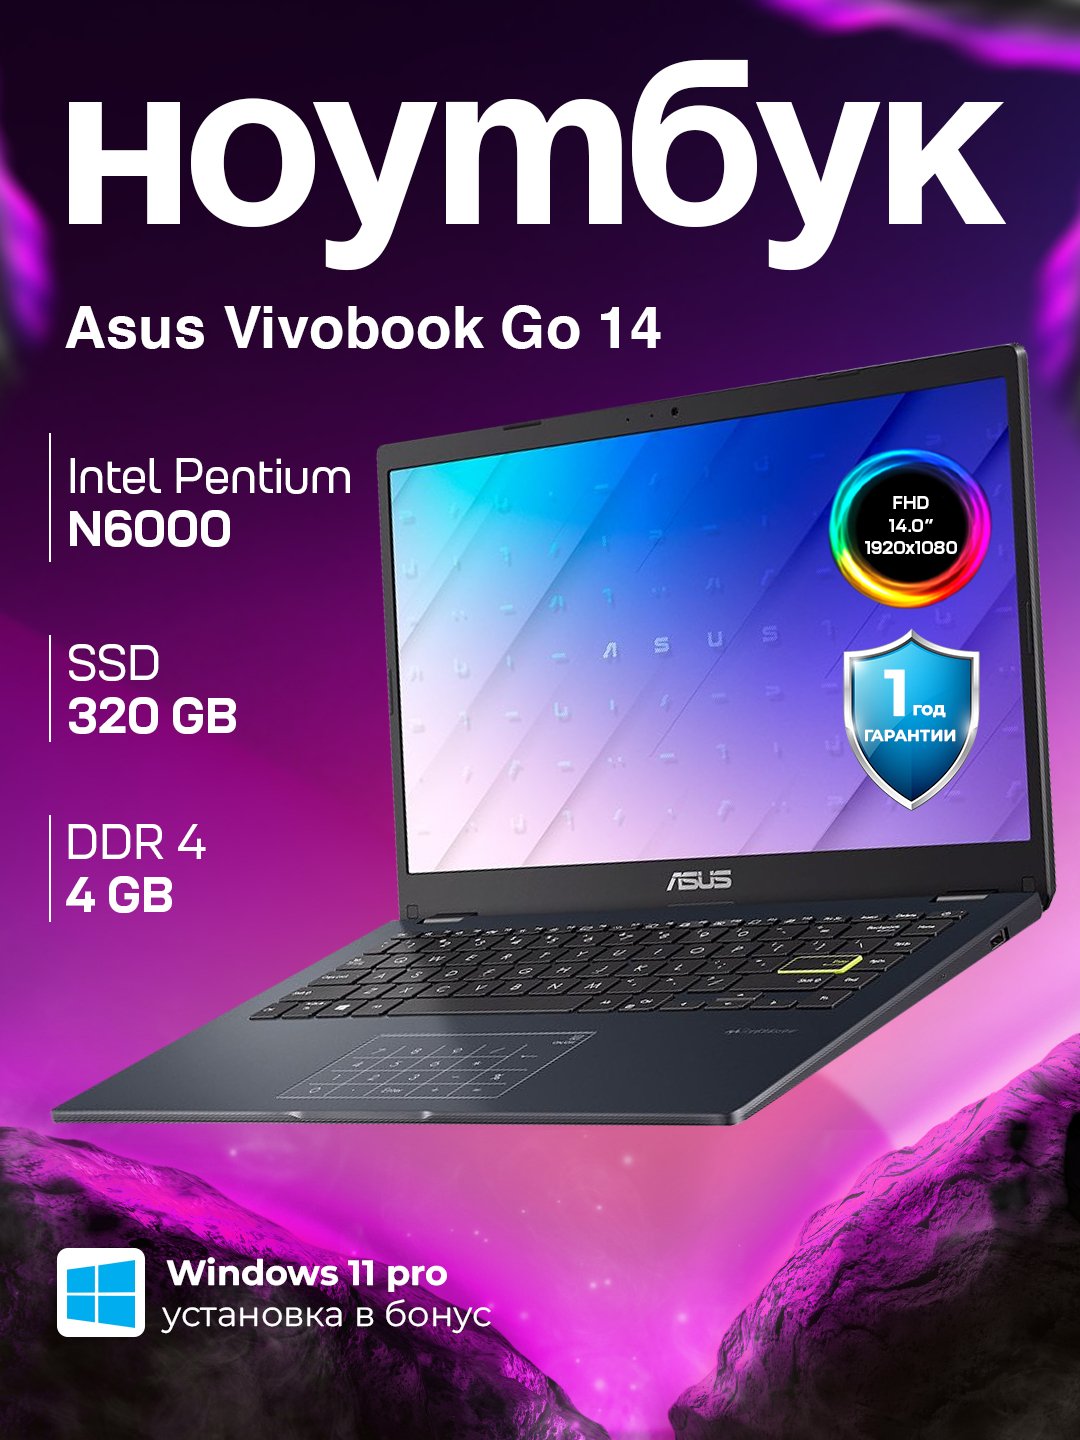 ноутбук
Asus Vivobook Go 14
Intel Pentium
N6000
FHD
14.0”
1920x1080
SSD
320 GB
1 год
ГАРАНТИИ
DDR 4
4 GB
ASUS
ASUS
Windows 11 pro
установка в бонус